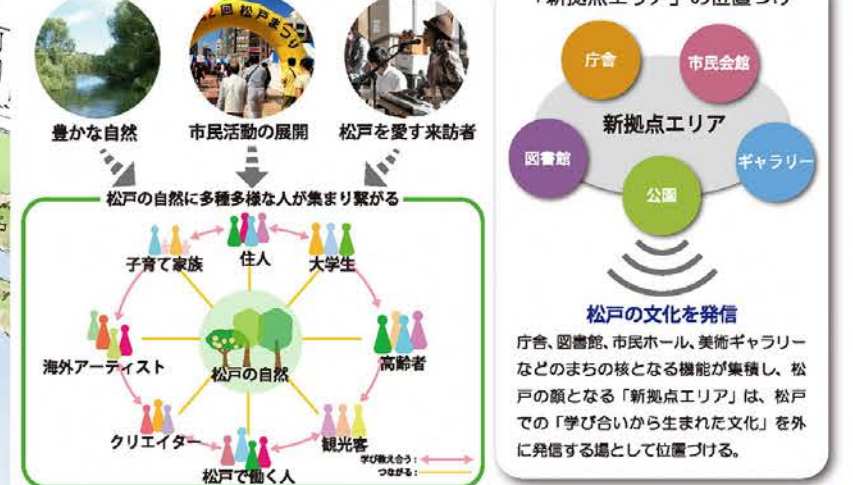 2回 松戸まつり
豊かな自然
市民活動の展開
松戸を愛す来訪者
松戸の自然に多種多様な人が集まり繋がる
子育て家族
住人
大学生
海外アーティスト
松戸の自然
高齢者
クリエイター
松戸で働く人
観光客
学び教え合う:
つながる:
「新拠点エリア」の位置づけ
庁舎
市民会館
新拠点エリア
図書館
ギャラリー
公園
松戸の文化を発信
庁舎、図書館、市民ホール、美術ギャラリー
などのまちの核となる機能が集積し、松
戸の顔となる「新拠点エリア」は、松戸
での「学び合いから生まれた文化」を外
に発信する場として位置づける。